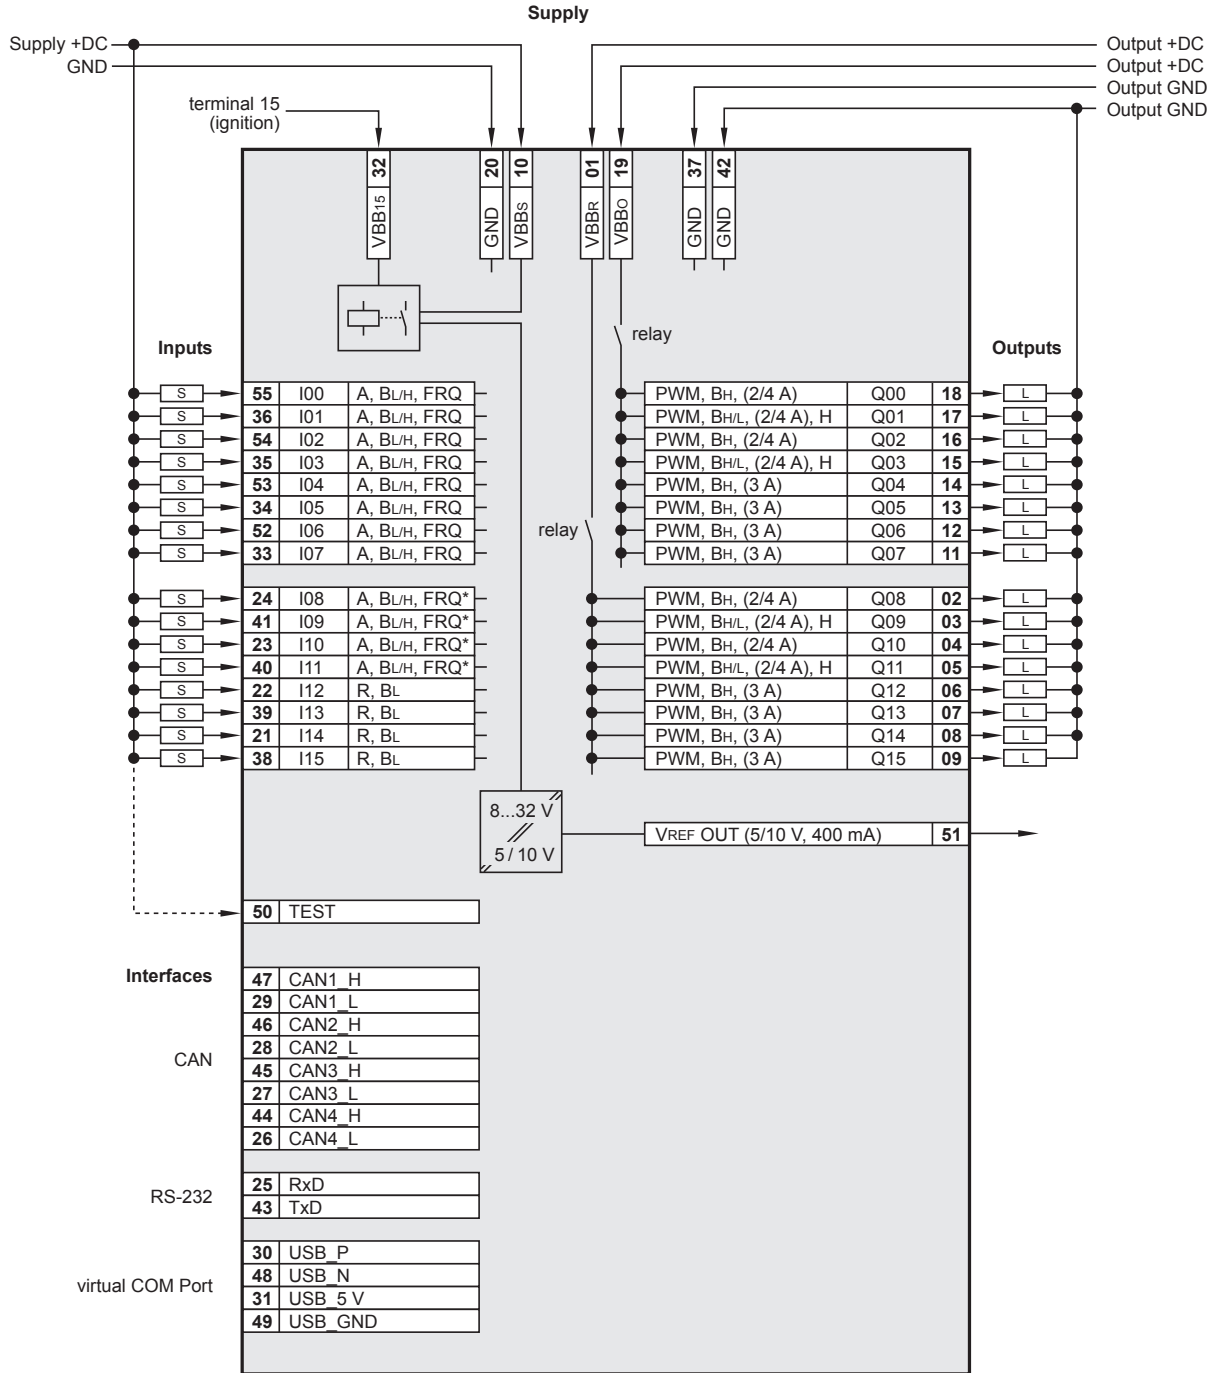 Supply
Supply +DC
GND
Output +DC
Output +DC
Output GND
Output GND
terminal 15
(ignition)
32 VBB15
20 GND
10 VBBS
01 VBBR
19 VBBO
37 GND
42 GND
relay
Inputs
Outputs
S 55 I00 A, BL/H, FRQ
S 36 I01 A, BL/H, FRQ
S 54 I02 A, BL/H, FRQ
S 35 I03 A, BL/H, FRQ
S 53 I04 A, BL/H, FRQ
S 34 I05 A, BL/H, FRQ
S 52 I06 A, BL/H, FRQ
S 33 I07 A, BL/H, FRQ
relay
PWM, BH, (2/4 A) Q00 18 L
PWM, BH/L, (2/4 A), H Q01 17 L
PWM, BH, (2/4 A) Q02 16 L
PWM, BH/L, (2/4 A), H Q03 15 L
PWM, BH, (3 A) Q04 14 L
PWM, BH, (3 A) Q05 13 L
PWM, BH, (3 A) Q06 12 L
PWM, BH, (3 A) Q07 11 L
S 24 I08 A, BL/H, FRQ*
S 41 I09 A, BL/H, FRQ*
S 23 I10 A, BL/H, FRQ*
S 40 I11 A, BL/H, FRQ*
S 22 I12 R, BL
S 39 I13 R, BL
S 21 I14 R, BL
S 38 I15 R, BL
PWM, BH, (2/4 A) Q08 02 L
PWM, BH/L, (2/4 A), H Q09 03 L
PWM, BH, (2/4 A) Q10 04 L
PWM, BH/L, (2/4 A), H Q11 05 L
PWM, BH, (3 A) Q12 06 L
PWM, BH, (3 A) Q13 07 L
PWM, BH, (3 A) Q14 08 L
PWM, BH, (3 A) Q15 09 L
8...32 V
5 / 10 V
VREF OUT (5/10 V, 400 mA) 51
50 TEST
Interfaces
CAN
47 CAN1_H
29 CAN1_L
46 CAN2_H
28 CAN2_L
45 CAN3_H
27 CAN3_L
44 CAN4_H
26 CAN4_L
RS-232
25 RxD
43 TxD
virtual COM Port
30 USB_P
48 USB_N
31 USB_5 V
49 USB_GND